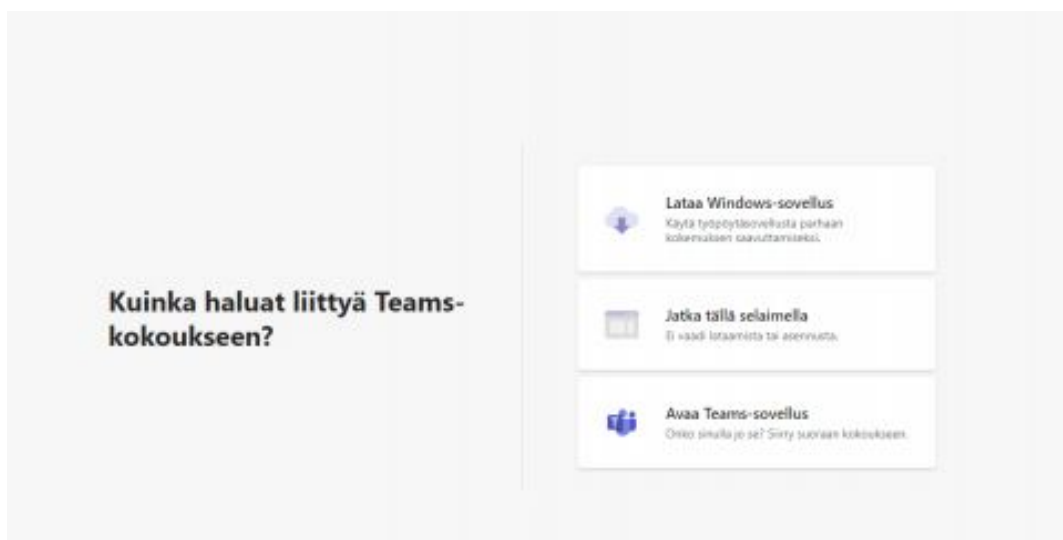 Kuinka haluat liittyä Teams-
kokoukseen?
Lataa Windows-sovellus
Käytä työpöytäsovellusta parhaan
kokemuksen saavuttamiseksi.
Jatka tällä selaimella
Ei vaadi lataamista tai asennusta.
Avaa Teams-sovellus
Onko sinulla jo se? Siirry suoraan kokoukseen.